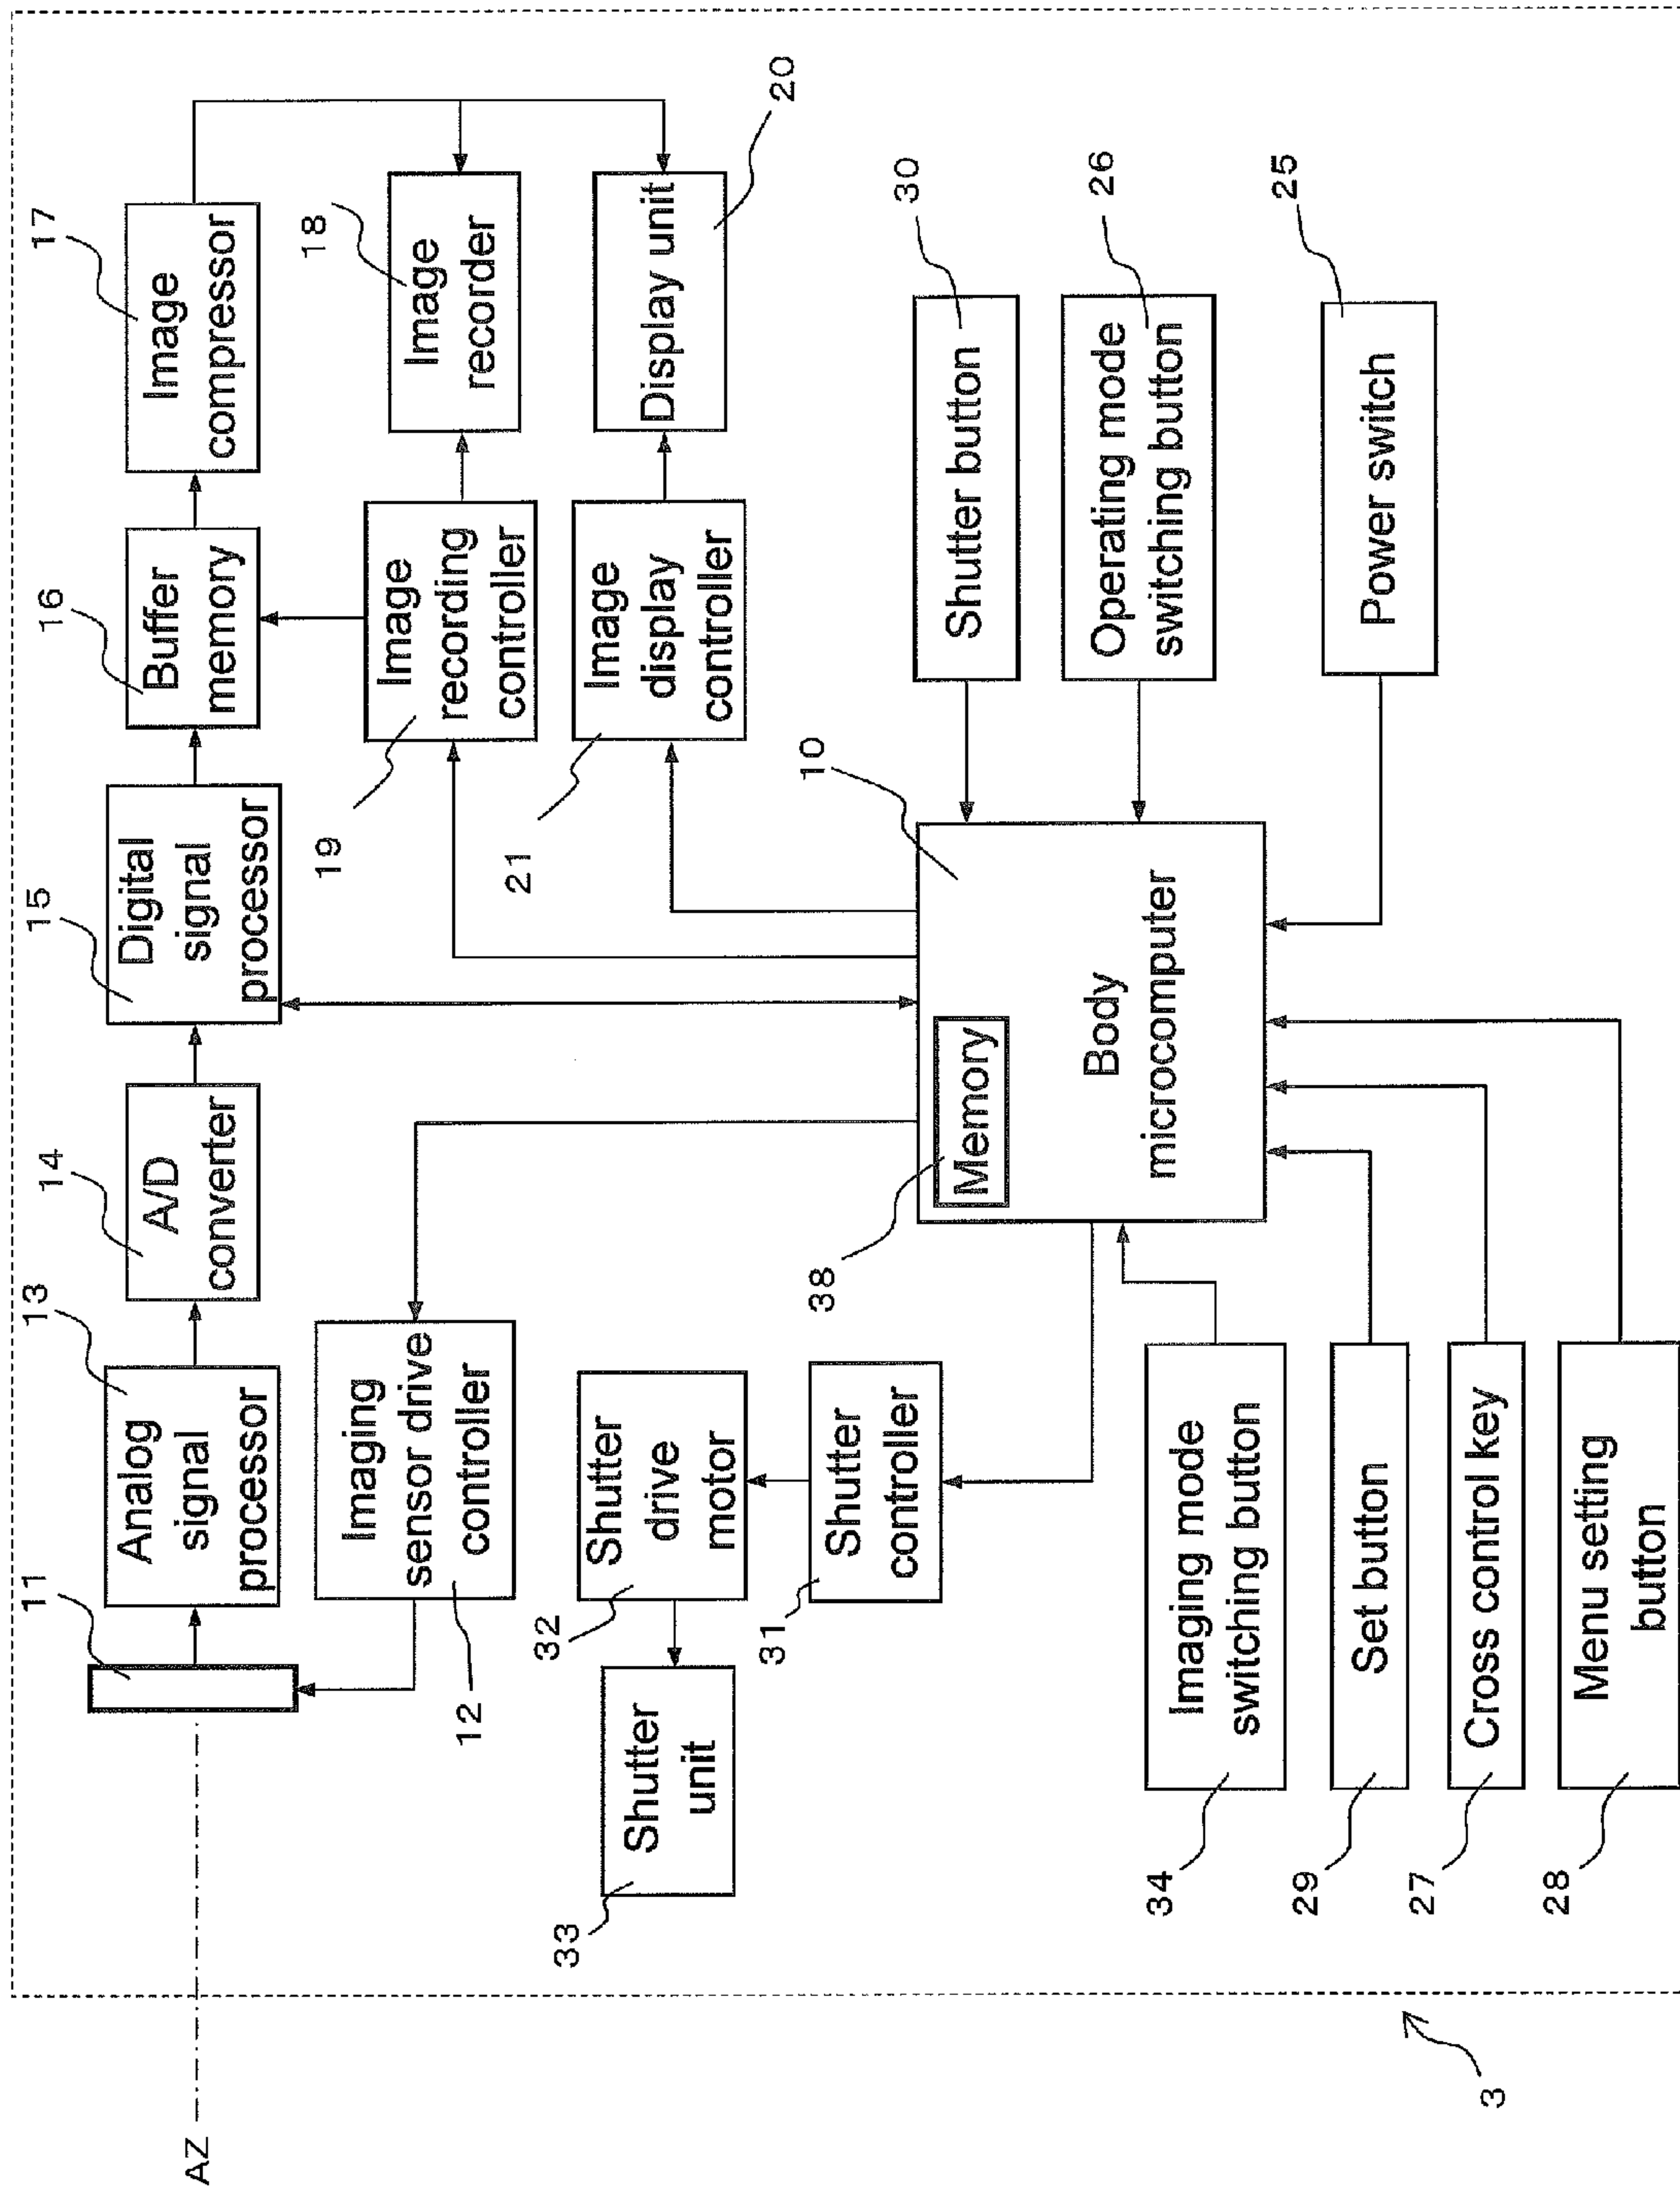 AZ
3
11
13
Analog
signal
processor
14
A/D
converter
15
Digital
signal
processor
16
Buffer
memory
17
Image
compressor
12
Imaging
sensor drive
controller
19
Image
recording
controller
18
Image
recorder
21
Image
display
controller
20
Display unit
33
Shutter
unit
32
Shutter
drive
motor
31
Shutter
controller
38
Memory
10
Body
microcomputer
30
Shutter button
26
Operating mode
switching button
25
Power switch
34
Imaging mode
switching button
29
Set button
27
Cross control key
28
Menu setting
button